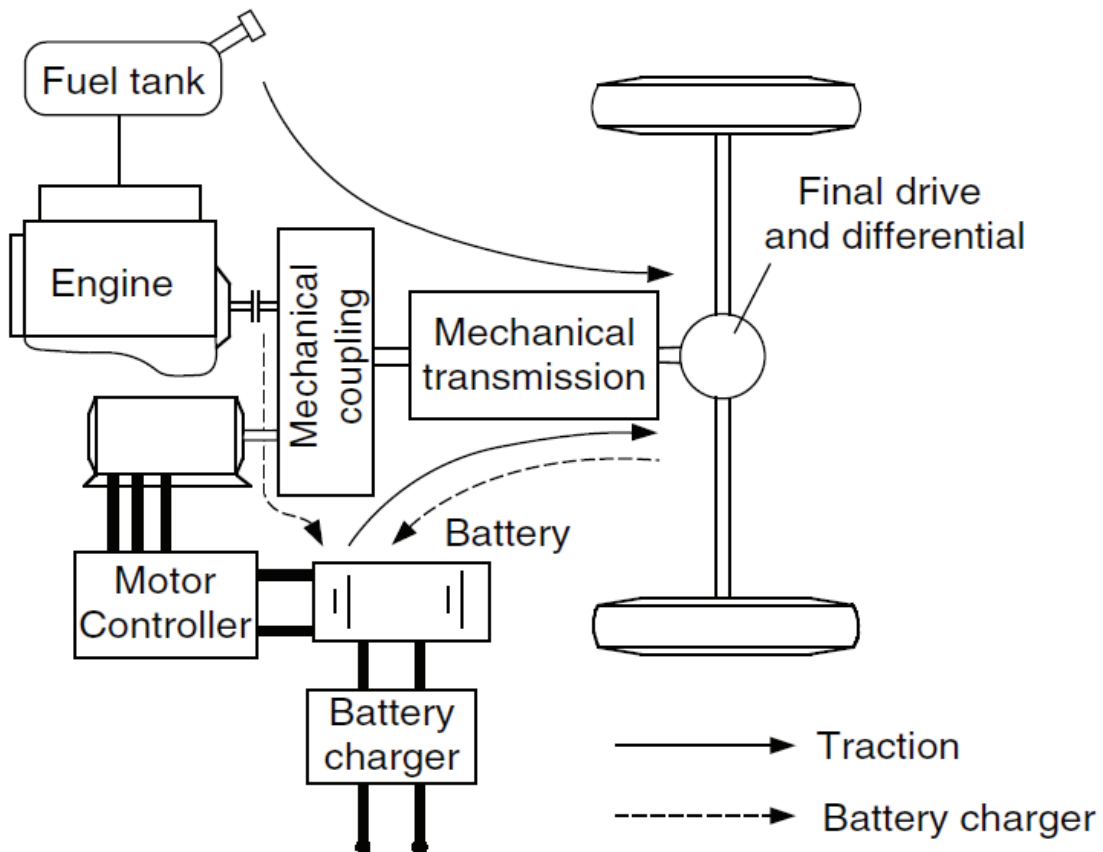 Fuel tank
Engine
Mechanical
coupling
Mechanical
transmission
Final drive
and differential
Motor
Controller
Battery
Battery
charger
Traction
Battery charger